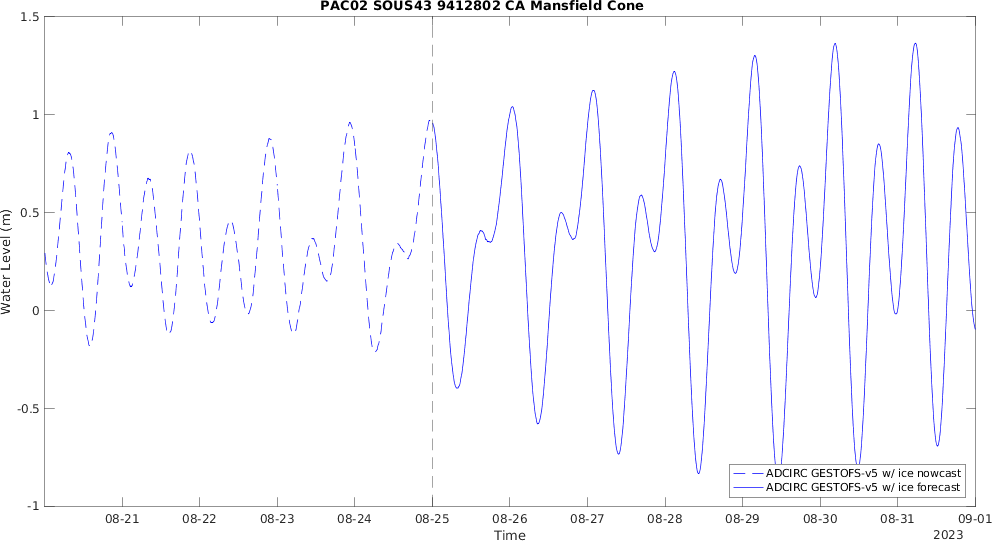 PAC02 SOUS43 9412802 CA Mansfield Cone
1.5
1
0.5
0
-0.5
-1
Water Level (m)
ADCIRC GESTOFS-v5 w/ ice nowcast
ADCIRC GESTOFS-v5 w/ ice forecast
08-21 08-22 08-23 08-24 08-25 08-26 08-27 08-28 08-29 08-30 08-31 09-01
Time
2023